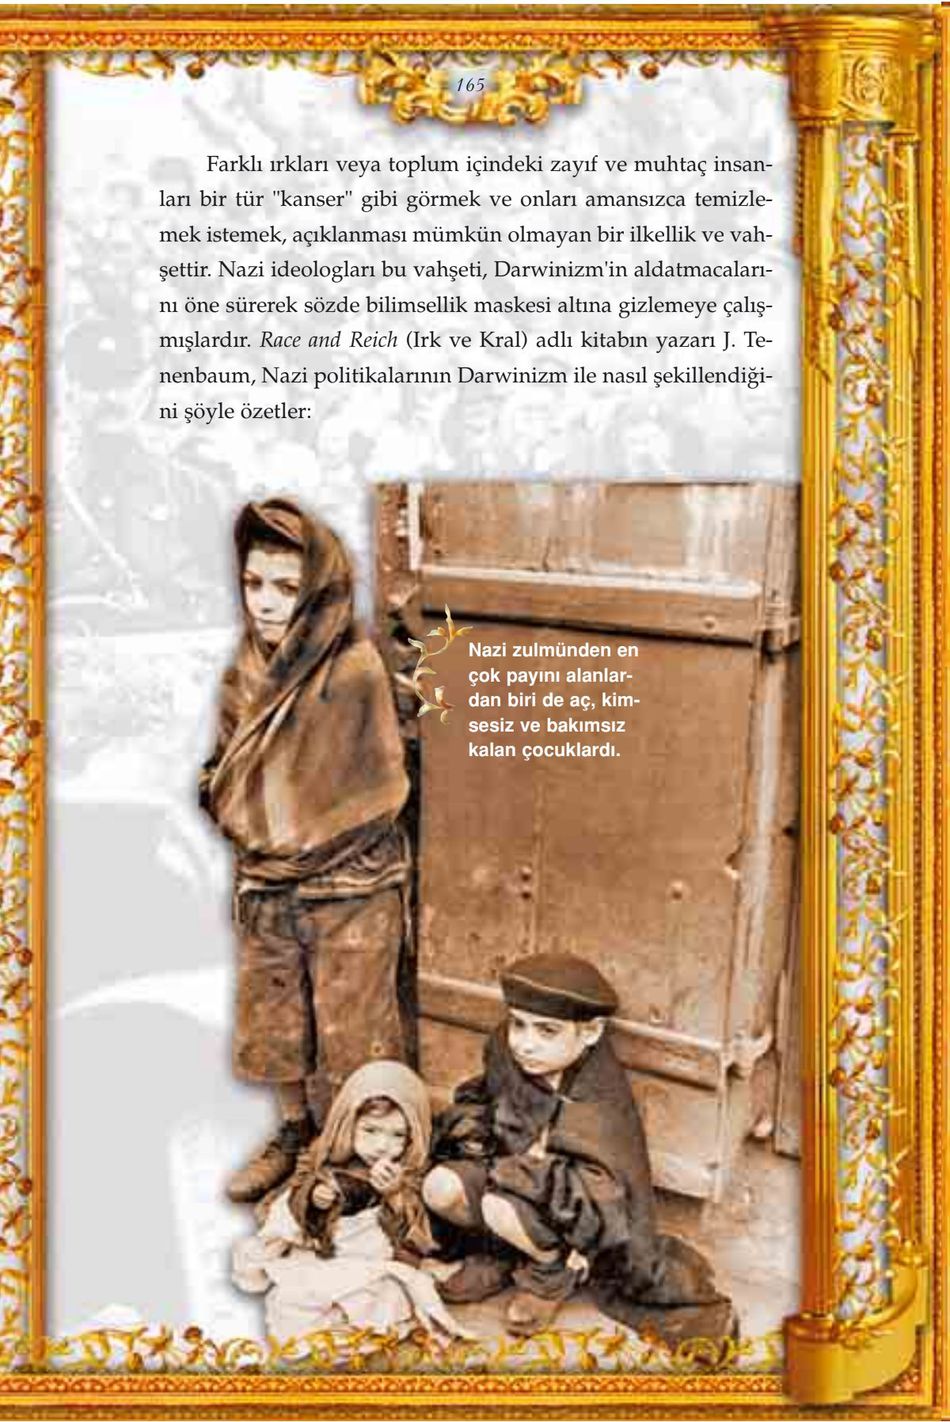 165
Farklı ırkları veya toplum içindeki zayıf ve muhtaç insan-
ları bir tür "kanser" gibi görmek ve onları amansızca temizle-
mek istemek, açıklanması mümkün olmayan bir ilkellik ve vah-
şettir. Nazi ideologları bu vahşeti, Darwinizm'in aldatmacaları-
nı öne sürerek sözde bilimsellik maskesi altına gizlemeye çalış-
mışlardır. Race and Reich (Irk ve Kral) adlı kitabın yazarı J. Te-
nenbaum, Nazi politikalarının Darwinizm ile nasıl şekillendiği-
ni şöyle özetler:
Nazi zulmünden en
çok payını alanlar-
dan biri de aç, kim-
sesiz ve bakımsız
kalan çocuklardı.